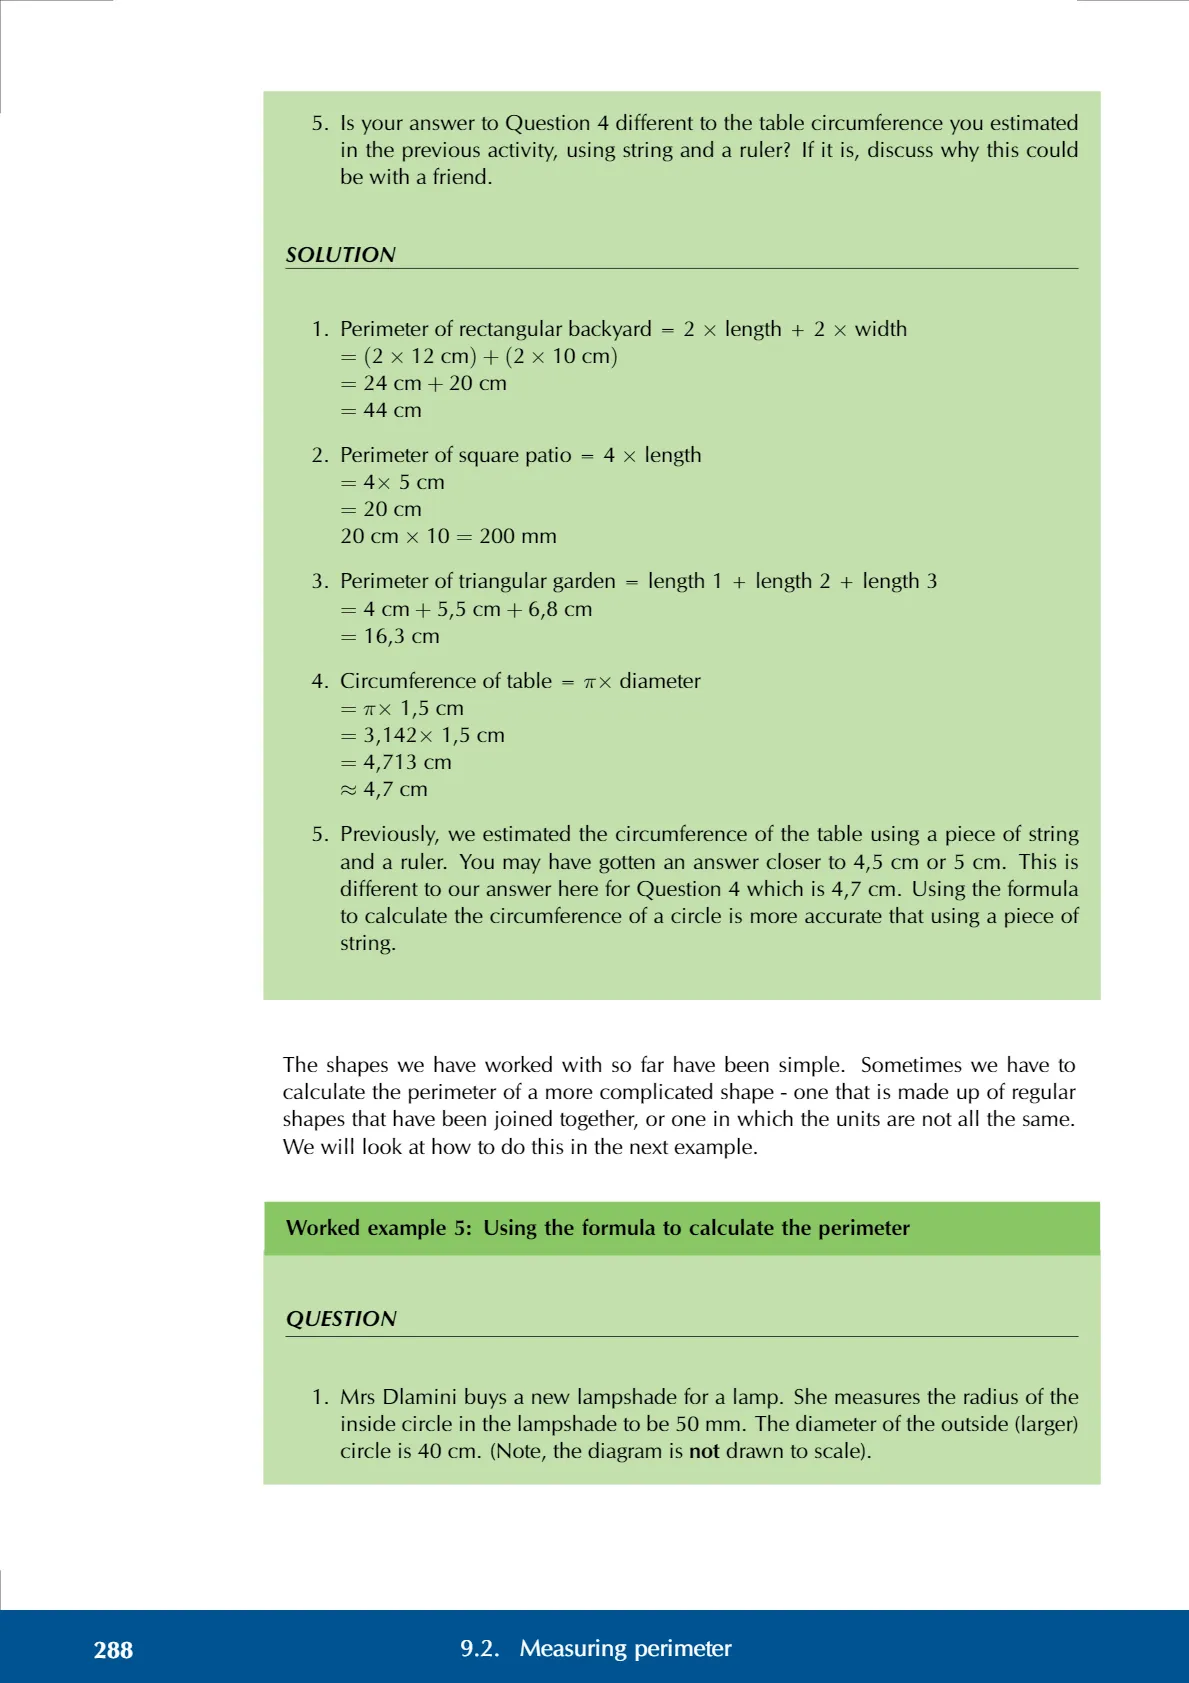 5. Is your answer to Question 4 different to the table circumference you estimated
in the previous activity, using string and a ruler? If it is, discuss why this could
be with a friend.
SOLUTION
1. Perimeter of rectangular backyard = 2 × length + 2 × width
= (2 × 12 cm) + (2 × 10 cm)
= 24 cm + 20 cm
= 44 cm
2. Perimeter of square patio = 4 × length
= 4× 5 cm
= 20 cm
20 cm × 10 = 200 mm
3. Perimeter of triangular garden = length 1 + length 2 + length 3
= 4 cm + 5,5 cm + 6,8 cm
= 16,3 cm
4. Circumference of table = π× diameter
= π× 1,5 cm
= 3,142× 1,5 cm
= 4,713 cm
≈ 4,7 cm
5. Previously, we estimated the circumference of the table using a piece of string
and a ruler. You may have gotten an answer closer to 4,5 cm or 5 cm. This is
different to our answer here for Question 4 which is 4,7 cm. Using the formula
to calculate the circumference of a circle is more accurate that using a piece of
string.
The shapes we have worked with so far have been simple. Sometimes we have to
calculate the perimeter of a more complicated shape - one that is made up of regular
shapes that have been joined together, or one in which the units are not all the same.
We will look at how to do this in the next example.
Worked example 5: Using the formula to calculate the perimeter
QUESTION
1. Mrs Dlamini buys a new lampshade for a lamp. She measures the radius of the
inside circle in the lampshade to be 50 mm. The diameter of the outside (larger)
circle is 40 cm. (Note, the diagram is not drawn to scale).
288 9.2. Measuring perimeter